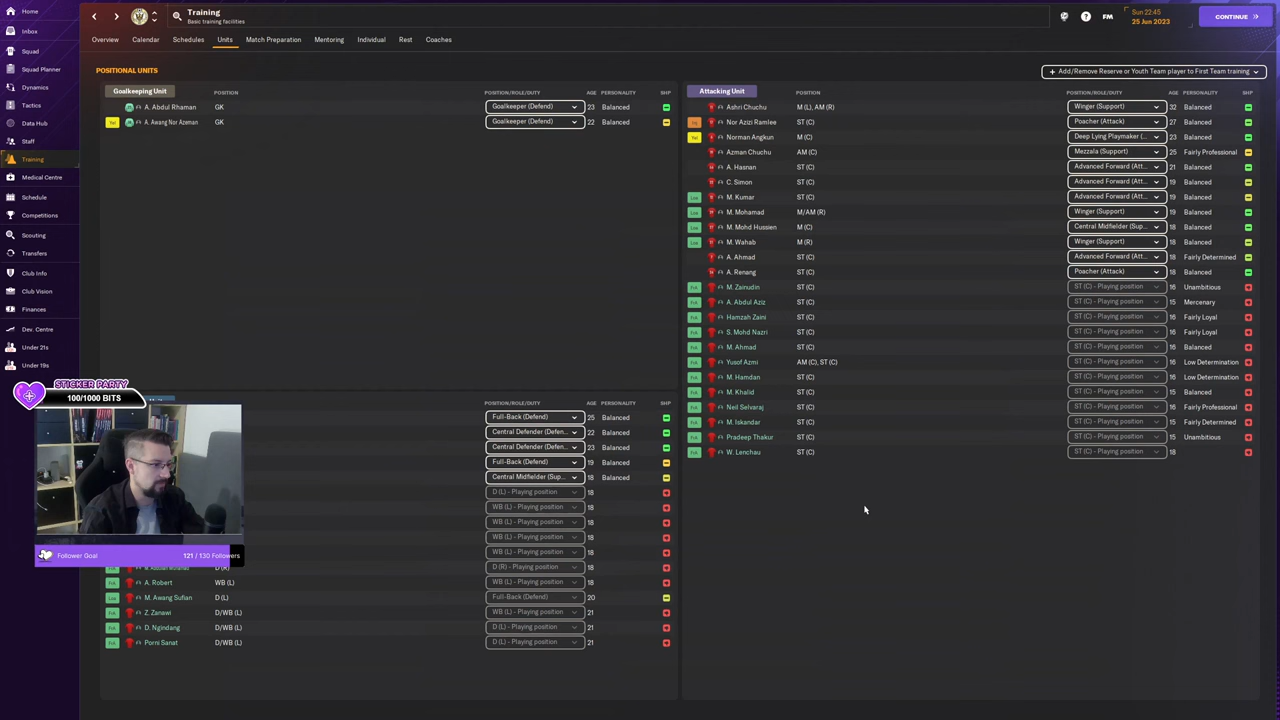 Home
Inbox
Squad
Squad Planner
Dynamics
Tactics
Data Hub
Staff
Training
Medical Centre
Schedule
Competitions
Scouting
Transfers
Club Info
Club Vision
Finances
Dev. Centre
Under 21s
Under 19s
Training
Basic training facilities
FM
Sun 22:45
25 Jun 2023
CONTINUE
Overview Calendar Schedules Units Match Preparation Mentoring Individual Rest Coaches
POSITIONAL UNITS
+ Add/Remove Reserve or Youth Team player to First Team training
Goalkeeping Unit POSITION POSITION/ROLE/DUTY AGE PERSONALITY SHP
A. Abdul Rhaman GK Goalkeeper (Defend) 23 Balanced
Yel A. Awang Nor Azeman GK Goalkeeper (Defend) 22 Balanced
POSITION/ROLE/DUTY AGE PERSONALITY SHP
Full-Back (Defend) 25 Balanced
Central Defender (Defen... 22 Balanced
Central Defender (Defen... 23 Balanced
Full-Back (Defend) 19 Balanced
Central Midfielder (Sup... 18 Balanced
D (L) - Playing position 18
WB (L) - Playing position 18
WB (L) - Playing position 18
WB (L) - Playing position 18
WB (L) - Playing position 18
D (R) - Playing position 18
A. Robert WB (L) WB (L) - Playing position 18
Loa M. Awang Sufian D (L) Full-Back (Defend) 20
Z. Zanawi D/WB (L) WB (L) - Playing position 21
D. Ngindang D/WB (L) D (L) - Playing position 21
Porni Sanat D/WB (L) D (L) - Playing position 21
Attacking Unit POSITION POSITION/ROLE/DUTY AGE PERSONALITY SHP
Ashri Chuchu M (L), AM (R) Winger (Support) 32 Balanced
Nor Azizi Ramlee ST (C) Poacher (Attack) 27 Balanced
Yel Norman Angkun M (C) Deep Lying Playmaker (... 23 Balanced
Azman Chuchu AM (C) Mezzala (Support) 25 Fairly Professional
A. Hasnan ST (C) Advanced Forward (Att... 21 Balanced
C. Simon ST (C) Advanced Forward (Att... 19 Balanced
Loa M. Kumar ST (C) Advanced Forward (Att... 19 Balanced
Loa M. Mohamad M/AM (R) Winger (Support) 19 Balanced
Loa M. Mohd Hussien M (C) Central Midfielder (Sup... 18 Balanced
Loa M. Wahab M (R) Winger (Support) 18 Balanced
A. Ahmad ST (C) Advanced Forward (Att... 18 Fairly Determined
A. Renang ST (C) Poacher (Attack) 18 Balanced
M. Zainudin ST (C) ST (C) - Playing position 16 Unambitious
A. Abdul Aziz ST (C) ST (C) - Playing position 15 Mercenary
Hamzah Zaini ST (C) ST (C) - Playing position 16 Fairly Loyal
S. Mohd Nazri ST (C) ST (C) - Playing position 16 Fairly Loyal
M. Ahmad ST (C) ST (C) - Playing position 16 Balanced
Yusof Azmi AM (C), ST (C) ST (C) - Playing position 16 Low Determination
M. Hamdan ST (C) ST (C) - Playing position 16 Low Determination
M. Khalid ST (C) ST (C) - Playing position 15 Balanced
Neil Selvaraj ST (C) ST (C) - Playing position 16 Fairly Professional
M. Iskandar ST (C) ST (C) - Playing position 15 Fairly Determined
Pradeep Thakur ST (C) ST (C) - Playing position 15 Unambitious
W. Lenchau ST (C) ST (C) - Playing position 18
STICKER PARTY
100/1000 BITS
Follower Goal 121 / 130 Followers